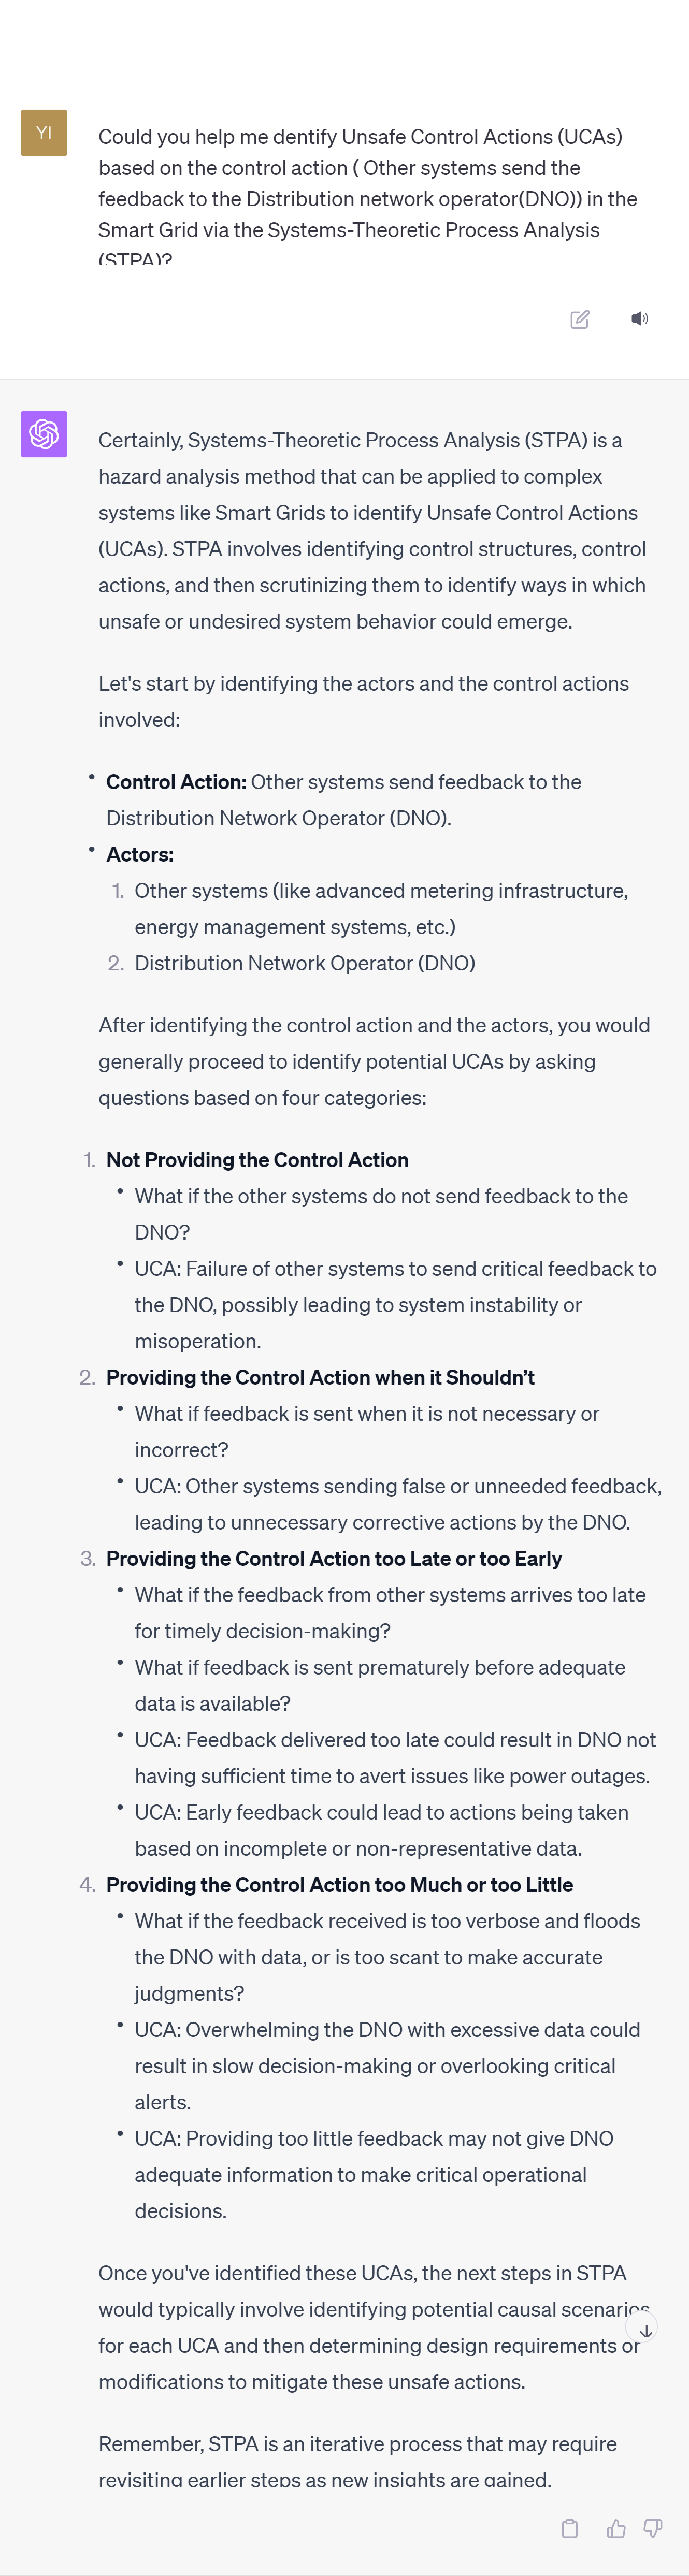 YI
Could you help me dentify Unsafe Control Actions (UCAs)
based on the control action ( Other systems send the
feedback to the Distribution network operator(DNO)) in the
Smart Grid via the Systems-Theoretic Process Analysis
(STPA)?
Certainly, Systems-Theoretic Process Analysis (STPA) is a
hazard analysis method that can be applied to complex
systems like Smart Grids to identify Unsafe Control Actions
(UCAs). STPA involves identifying control structures, control
actions, and then scrutinizing them to identify ways in which
unsafe or undesired system behavior could emerge.
Let's start by identifying the actors and the control actions
involved:
• Control Action: Other systems send feedback to the
Distribution Network Operator (DNO).
• Actors:
1. Other systems (like advanced metering infrastructure,
energy management systems, etc.)
2. Distribution Network Operator (DNO)
After identifying the control action and the actors, you would
generally proceed to identify potential UCAs by asking
questions based on four categories:
1. Not Providing the Control Action
• What if the other systems do not send feedback to the
DNO?
• UCA: Failure of other systems to send critical feedback to
the DNO, possibly leading to system instability or
misoperation.
2. Providing the Control Action when it Shouldn’t
• What if feedback is sent when it is not necessary or
incorrect?
• UCA: Other systems sending false or unneeded feedback,
leading to unnecessary corrective actions by the DNO.
3. Providing the Control Action too Late or too Early
• What if the feedback from other systems arrives too late
for timely decision-making?
• What if feedback is sent prematurely before adequate
data is available?
• UCA: Feedback delivered too late could result in DNO not
having sufficient time to avert issues like power outages.
• UCA: Early feedback could lead to actions being taken
based on incomplete or non-representative data.
4. Providing the Control Action too Much or too Little
• What if the feedback received is too verbose and floods
the DNO with data, or is too scant to make accurate
judgments?
• UCA: Overwhelming the DNO with excessive data could
result in slow decision-making or overlooking critical
alerts.
• UCA: Providing too little feedback may not give DNO
adequate information to make critical operational
decisions.
Once you've identified these UCAs, the next steps in STPA
would typically involve identifying potential causal scenarios
for each UCA and then determining design requirements or
modifications to mitigate these unsafe actions.
Remember, STPA is an iterative process that may require
revisiting earlier steps as new insights are gained.